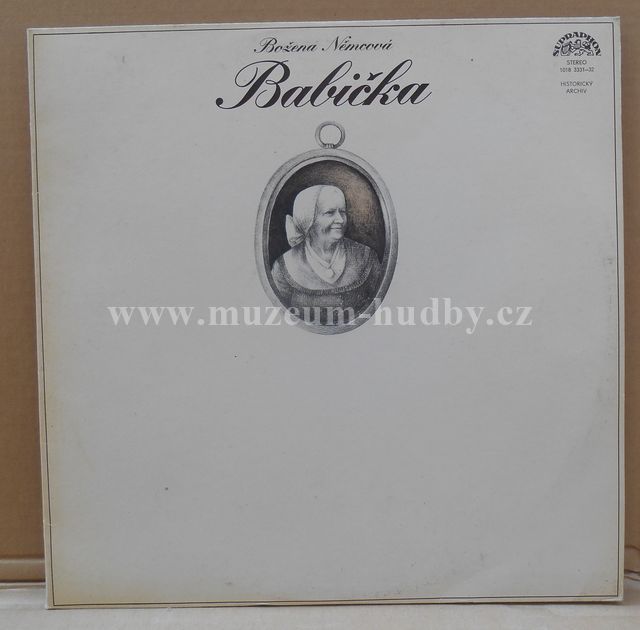 Božena Němcová
Babička
SUPRAPHON
STEREO
1018 3331-32
HISTORICKÝ
ARCHIV
www.muzeum-hudby.cz